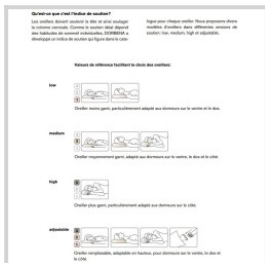 Qu'est-ce que c'est l'indice de soutien?
Les oreillers doivent soutenir la tête et ainsi soulager
la colonne cervicale. Comme le soutien idéal dépend
des habitudes de sommeil individuelles, DORBENA a
développé un indice de soutien qui figure dans le cata-
logue pour chaque oreiller. Nous proposons divers
modèles d'oreillers dans différentes versions de
soutien: low, medium, high et adjustable.
Valeurs de référence facilitant le choix des oreillers:
low
Oreiller moins garni, particulièrement adapté aux dormeurs sur le ventre et le dos.
medium
Oreiller moyennement garni, adapté aux dormeurs sur le ventre, le dos et le côté.
high
Oreiller plus garni, particulièrement adapté aux dormeurs sur le côté.
adjustable
Oreiller remplissable, adaptable en hauteur, pour dormeurs sur le ventre, le dos et
le côté.